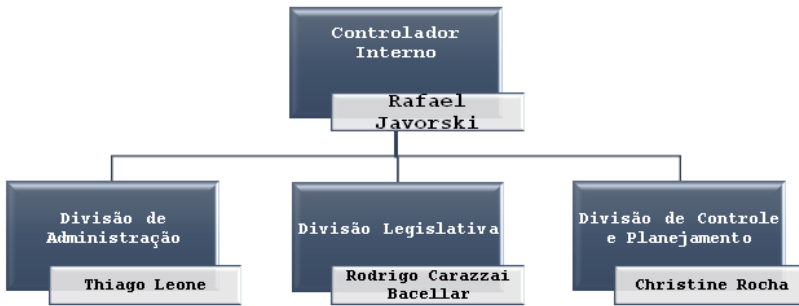 Controlador
Interno
Rafael
Javorski
Divisão de
Administração
Thiago Leone
Divisão Legislativa
Rodrigo Carazzai
Bacellar
Divisão de Controle
e Planejamento
Christine Rocha